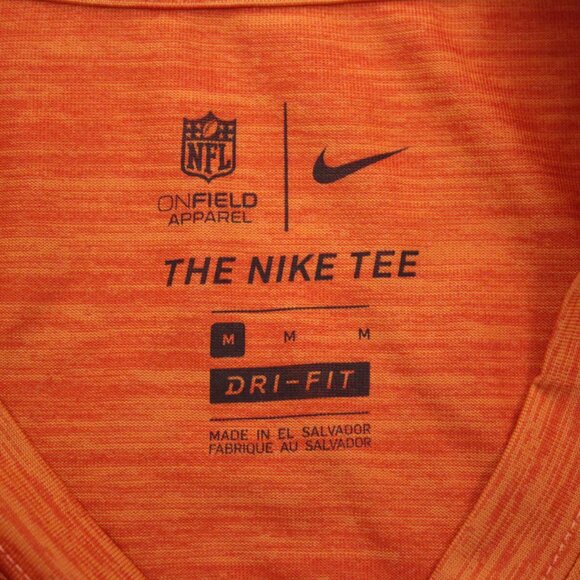 NFL
ONFIELD
APPAREL
THE NIKE TEE
M M M
DRI-FIT
MADE IN EL SALVADOR
FABRIQUE AU SALVADOR